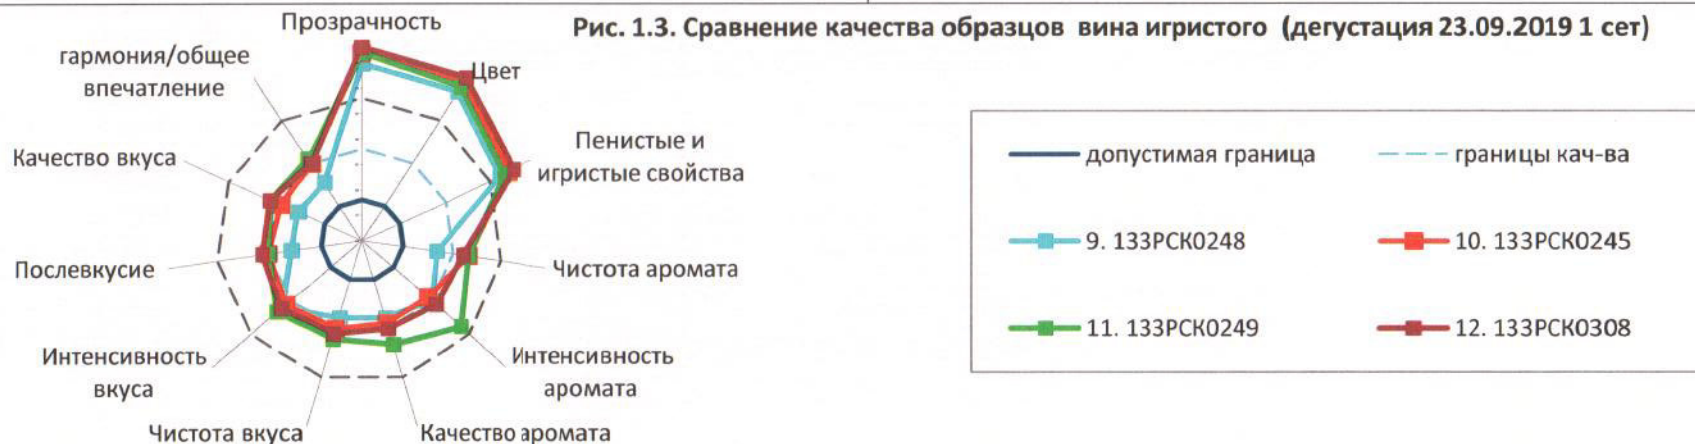 Рис. 1.3. Сравнение качества образцов вина игристого (дегустация 23.09.2019 1 сет)
Прозрачность
Цвет
Пенистые и
игристые свойства
Чистота аромата
Интенсивность
аромата
Качество аромата
Чистота вкуса
Интенсивность
вкуса
Послевкусие
Качество вкуса
гармония/общее
впечатление
допустимая граница
границы кач-ва
9. 133РСК0248
10. 133РСК0245
11. 133РСК0249
12. 133РСК0308